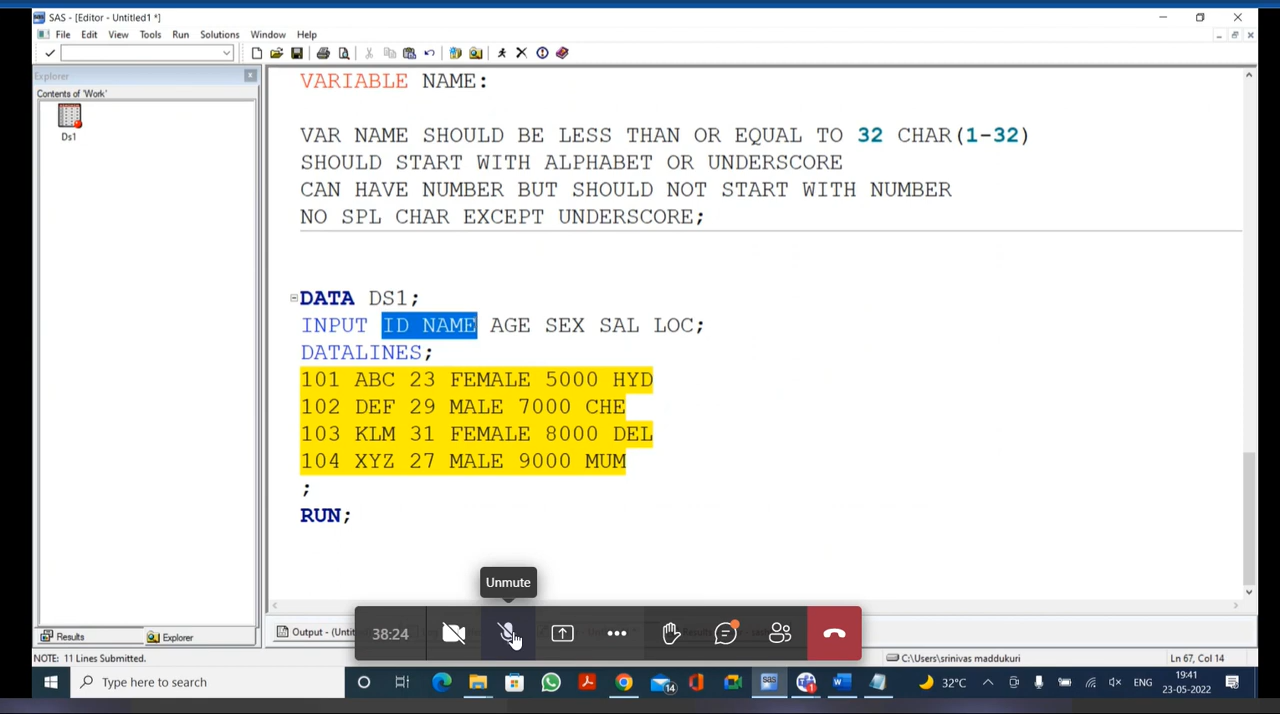 SAS - [Editor - Untitled1 *]
File Edit View Tools Run Solutions Window Help
Explorer
Contents of 'Work'
Ds1
VARIABLE NAME:
VAR NAME SHOULD BE LESS THAN OR EQUAL TO 32 CHAR(1-32)
SHOULD START WITH ALPHABET OR UNDERSCORE
CAN HAVE NUMBER BUT SHOULD NOT START WITH NUMBER
NO SPL CHAR EXCEPT UNDERSCORE;
DATA DS1;
INPUT ID NAME AGE SEX SAL LOC;
DATALINES;
101 ABC 23 FEMALE 5000 HYD
102 DEF 29 MALE 7000 CHE
103 KLM 31 FEMALE 8000 DEL
104 XYZ 27 MALE 9000 MUM
;
RUN;
Unmute
38:24
Results Explorer
Output - (Untit
NOTE: 11 Lines Submitted.
C:\Users\srinivas maddukuri
Ln 67, Col 14
Type here to search
14
32°C
ENG
19:41
23-05-2022